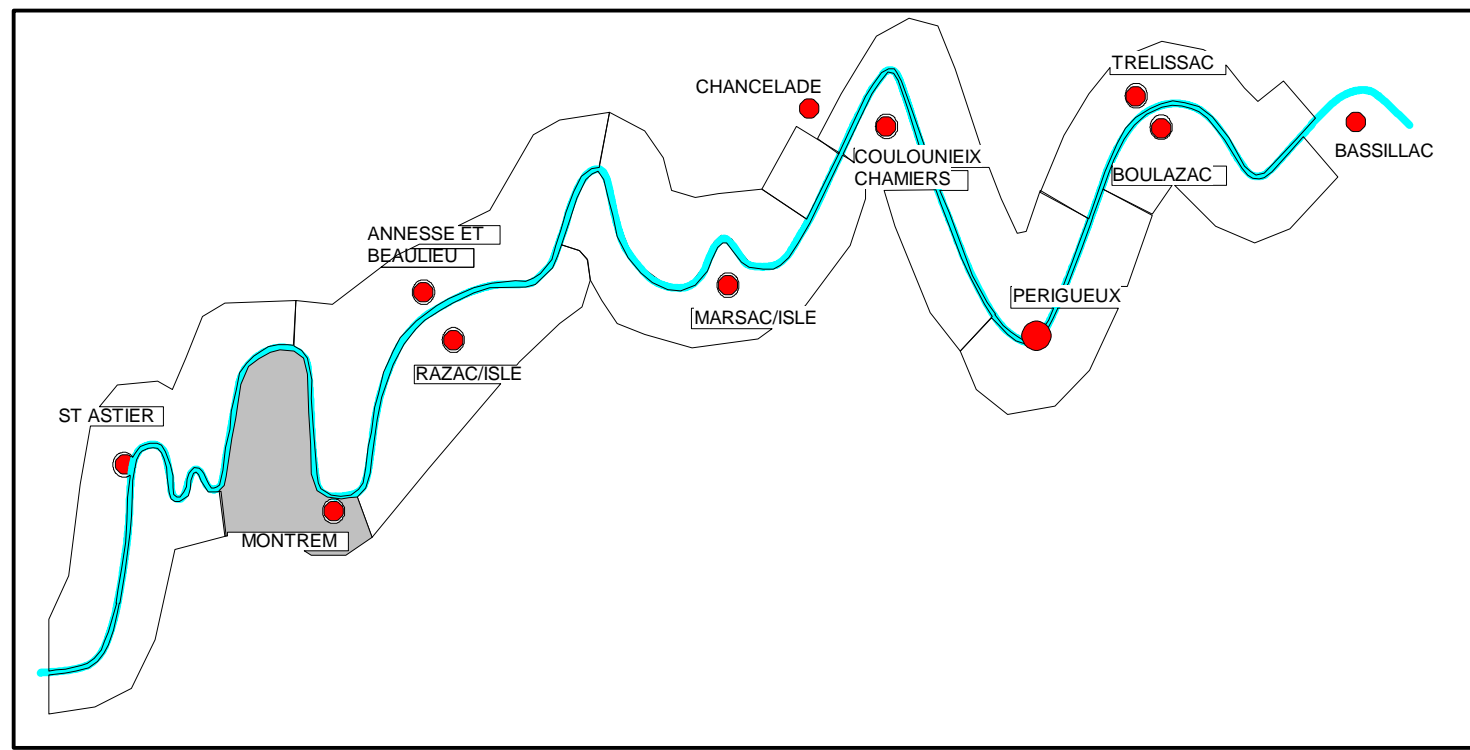 TRELISSAC
CHANCELADE
BASSILLAC
COULOUNIEIX
CHAMIERS
BOULAZAC
ANNESSE ET
BEAULIEU
PERIGUEUX
MARSAC/ISLE
RAZAC/ISLE
ST ASTIER
MONTREM